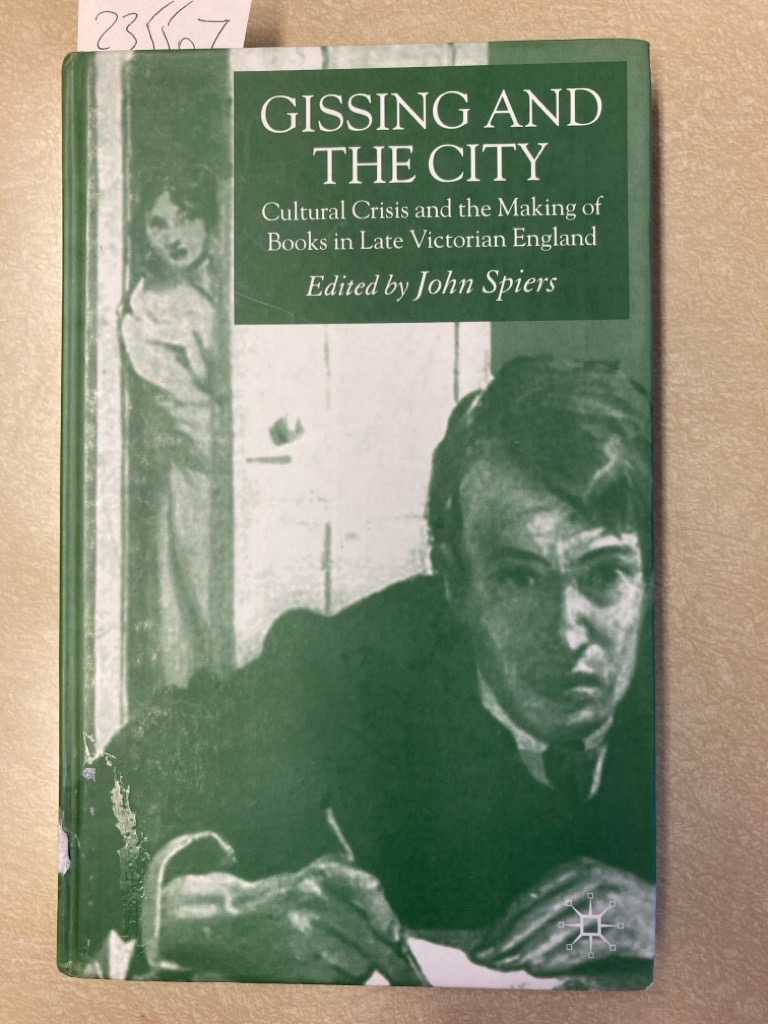 GISSING AND
THE CITY
Cultural Crisis and the Making of
Books in Late Victorian England
Edited by John Spiers